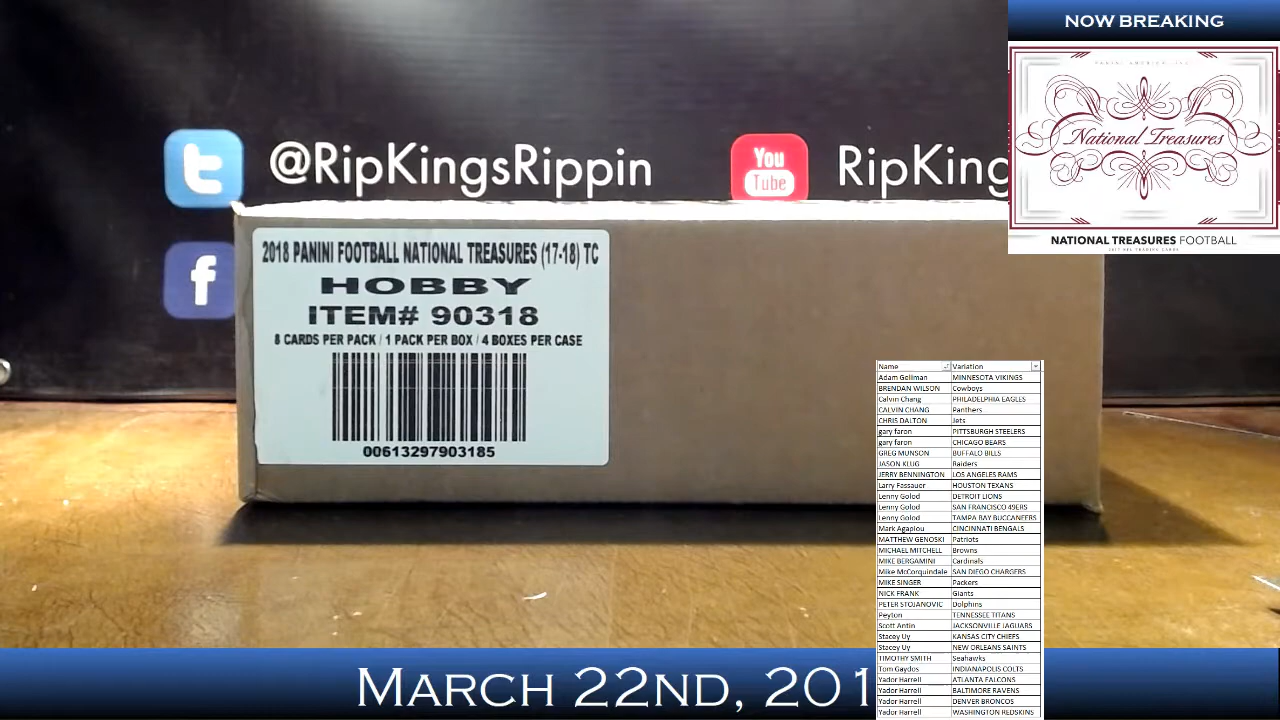 NOW BREAKING
National Treasures
NATIONAL TREASURES FOOTBALL
@RipKingsRippin
You
Tube
RipKing
2018 PANINI FOOTBALL NATIONAL TREASURES (17-18) TC
HOBBY
ITEM# 90318
8 CARDS PER PACK / 1 PACK PER BOX / 4 BOXES PER CASE
00613297903185
Name Variation
Adam Gellman MINNESOTA VIKINGS
BRENDAN WILSON Cowboys
Calvin Chang PHILADELPHIA EAGLES
CALVIN CHANG Panthers
CHRIS DALTON Jets
gary faron PITTSBURGH STEELERS
gary faron CHICAGO BEARS
GREG MUNSON BUFFALO BILLS
JASON KLUG Raiders
JERRY BENNINGTON LOS ANGELES RAMS
Larry Fassauer HOUSTON TEXANS
Lenny Golod DETROIT LIONS
Lenny Golod SAN FRANCISCO 49ERS
Lenny Golod TAMPA BAY BUCCANEERS
Mark Agapiou CINCINNATI BENGALS
MATTHEW GENOSKI Patriots
MICHAEL MITCHELL Browns
MIKE BERGAMINI Cardinals
Mike McCorquindale SAN DIEGO CHARGERS
MIKE SINGER Packers
NICK FRANK Giants
PETER STOJANOVIC Dolphins
Peyton TENNESSEE TITANS
Scott Antin JACKSONVILLE JAGUARS
Stacey Uy KANSAS CITY CHIEFS
Stacey Uy NEW ORLEANS SAINTS
TIMOTHY SMITH Seahawks
Tom Gaydos INDIANAPOLIS COLTS
Yador Harrell ATLANTA FALCONS
Yador Harrell BALTIMORE RAVENS
Yador Harrell DENVER BRONCOS
Yador Harrell WASHINGTON REDSKINS
March 22nd, 201